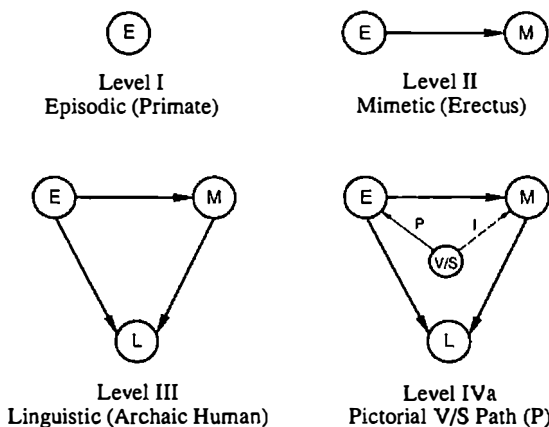 E
E M
Level I
Episodic (Primate)
Level II
Mimetic (Erectus)
E M
L
Level III
Linguistic (Archaic Human)
E M
P I
V/S
L
Level IVa
Pictorial V/S Path (P)